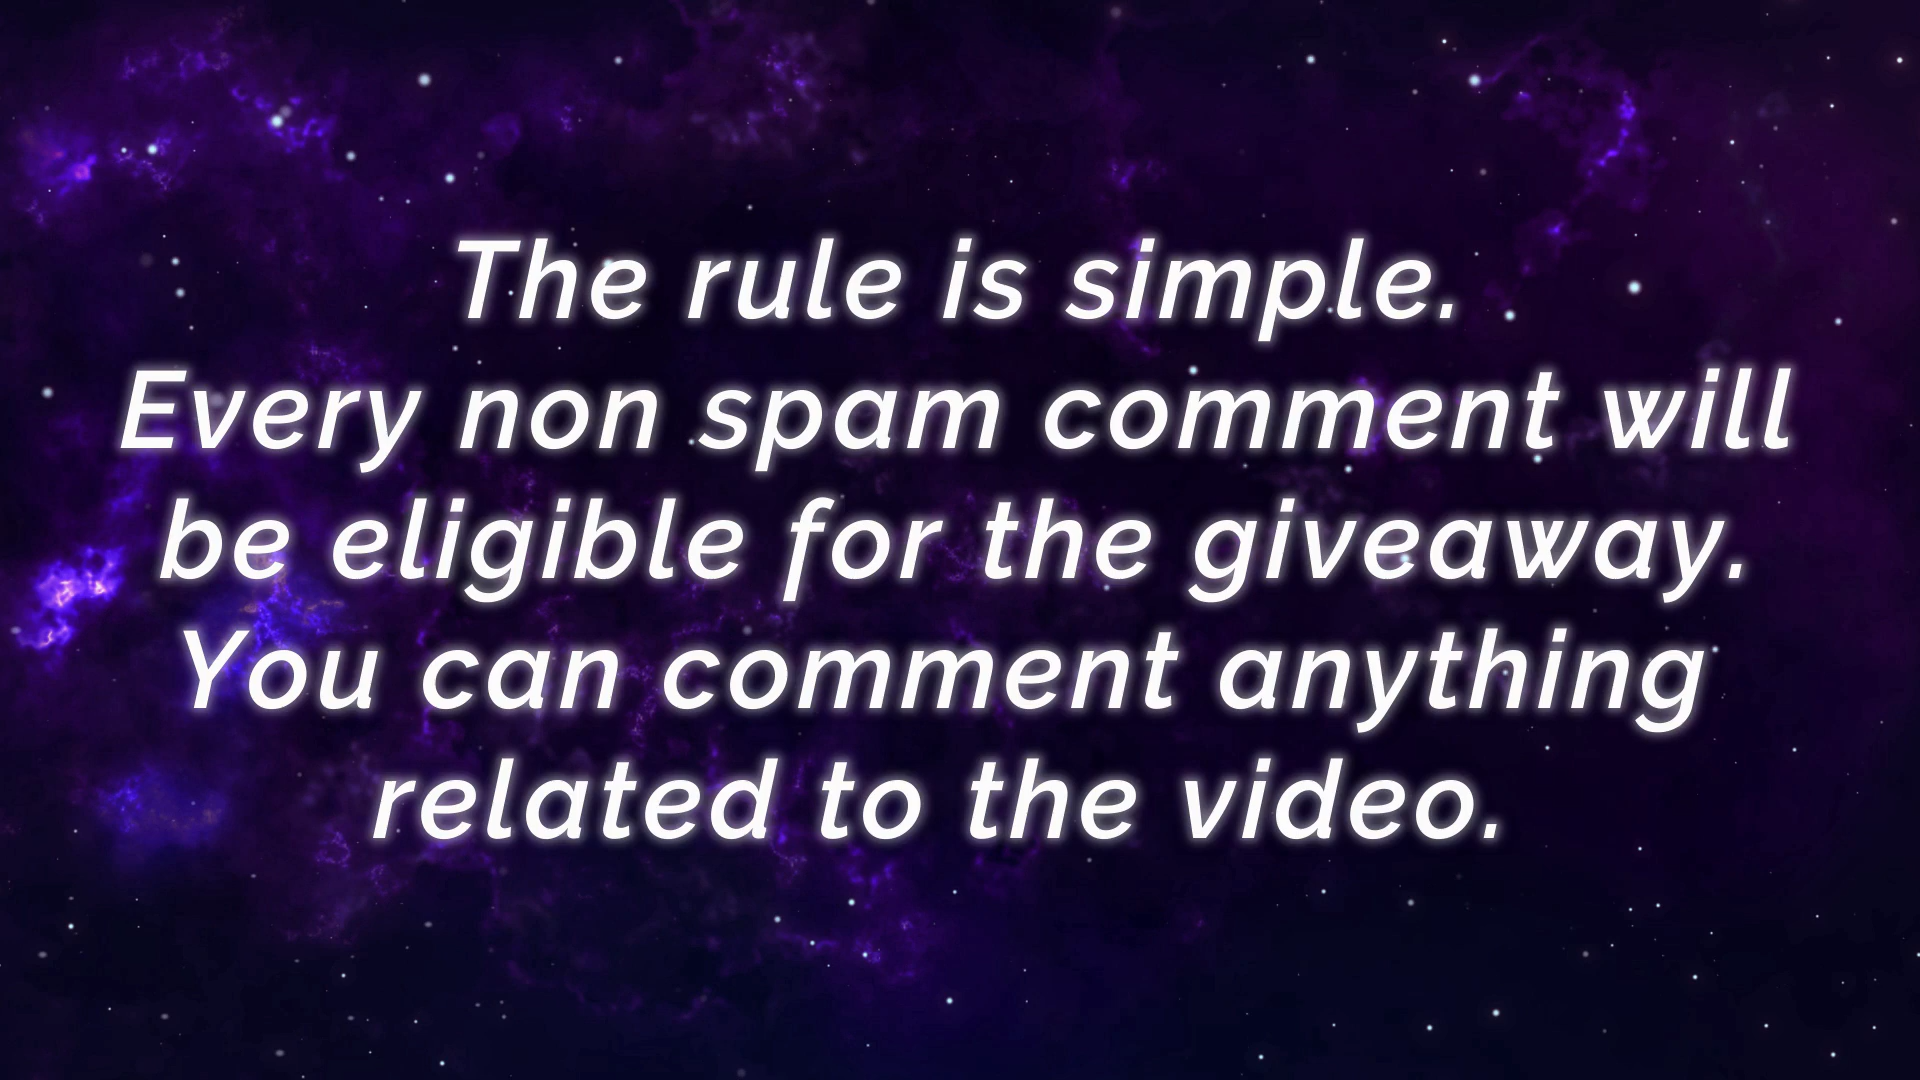 The rule is simple.
Every non spam comment will
be eligible for the giveaway.
You can comment anything
related to the video.